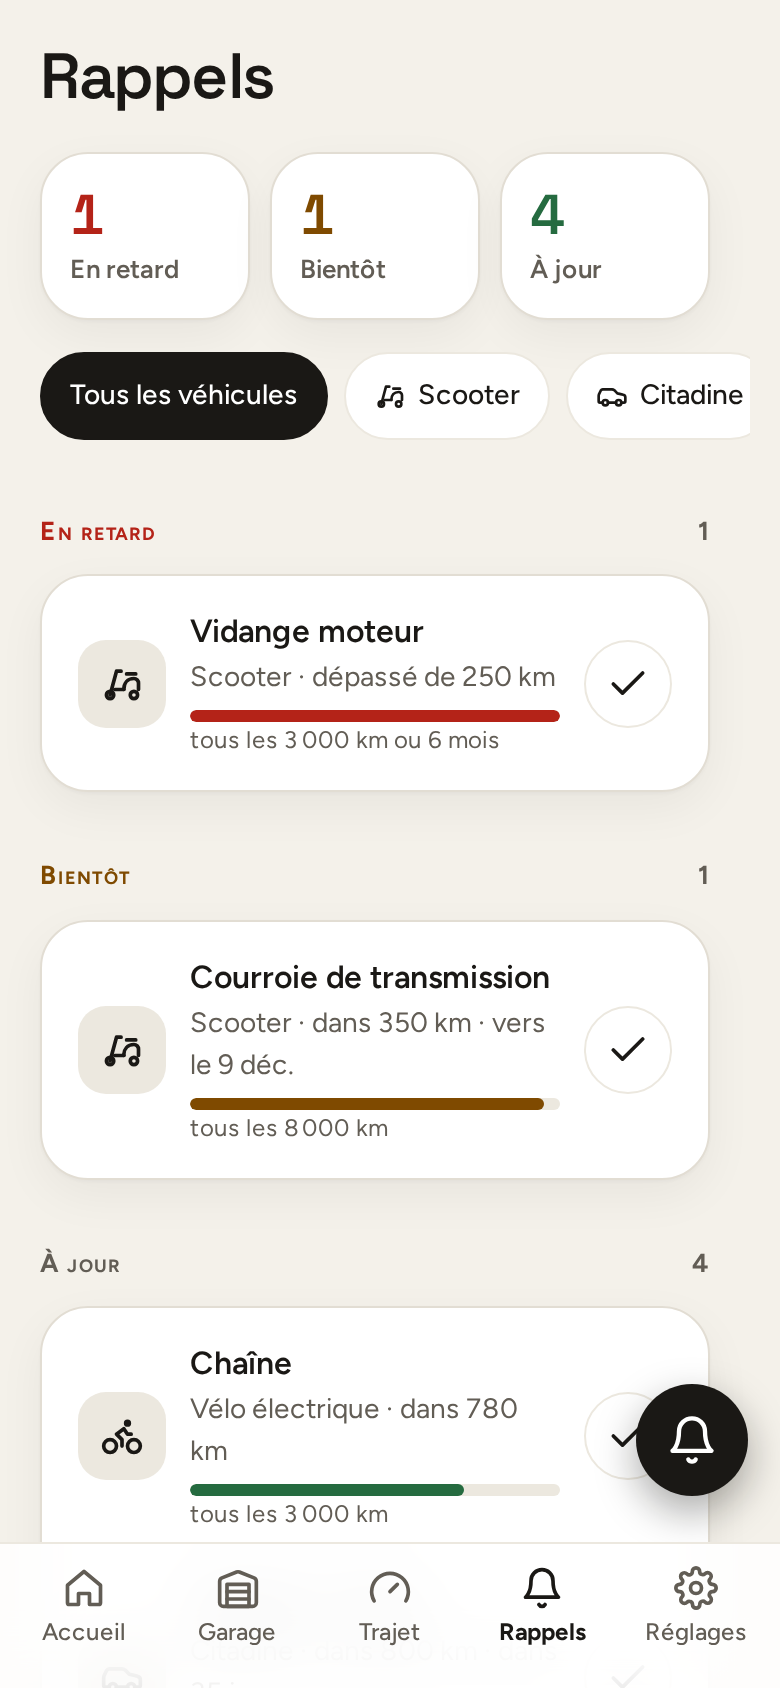 Rappels
1
En retard
1
Bientôt
4
À jour
Tous les véhicules
Scooter
Citadine
En retard
1
Vidange moteur
Scooter · dépassé de 250 km
tous les 3 000 km ou 6 mois
Bientôt
1
Courroie de transmission
Scooter · dans 350 km · vers
le 9 déc.
tous les 8 000 km
À jour
4
Chaîne
Vélo électrique · dans 780
km
tous les 3 000 km
Accueil
Garage
Trajet
Rappels
Réglages